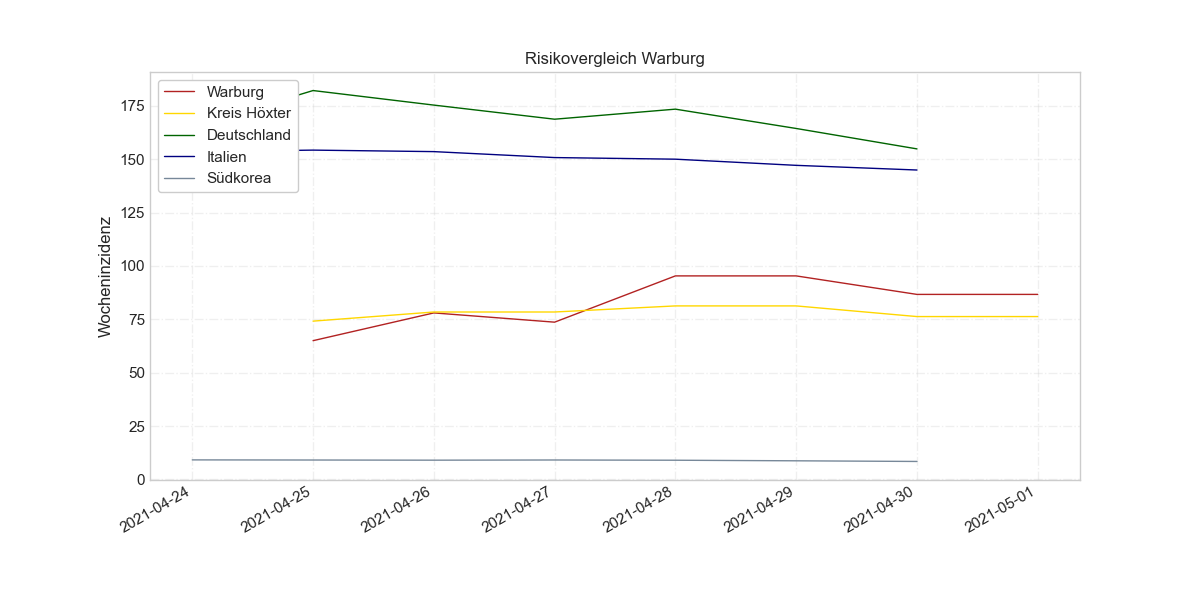 Risikovergleich Warburg
Warburg
Kreis Höxter
Deutschland
Italien
Südkorea
Wocheninzidenz
175
150
125
100
75
50
25
0
2021-04-24
2021-04-25
2021-04-26
2021-04-27
2021-04-28
2021-04-29
2021-04-30
2021-05-01